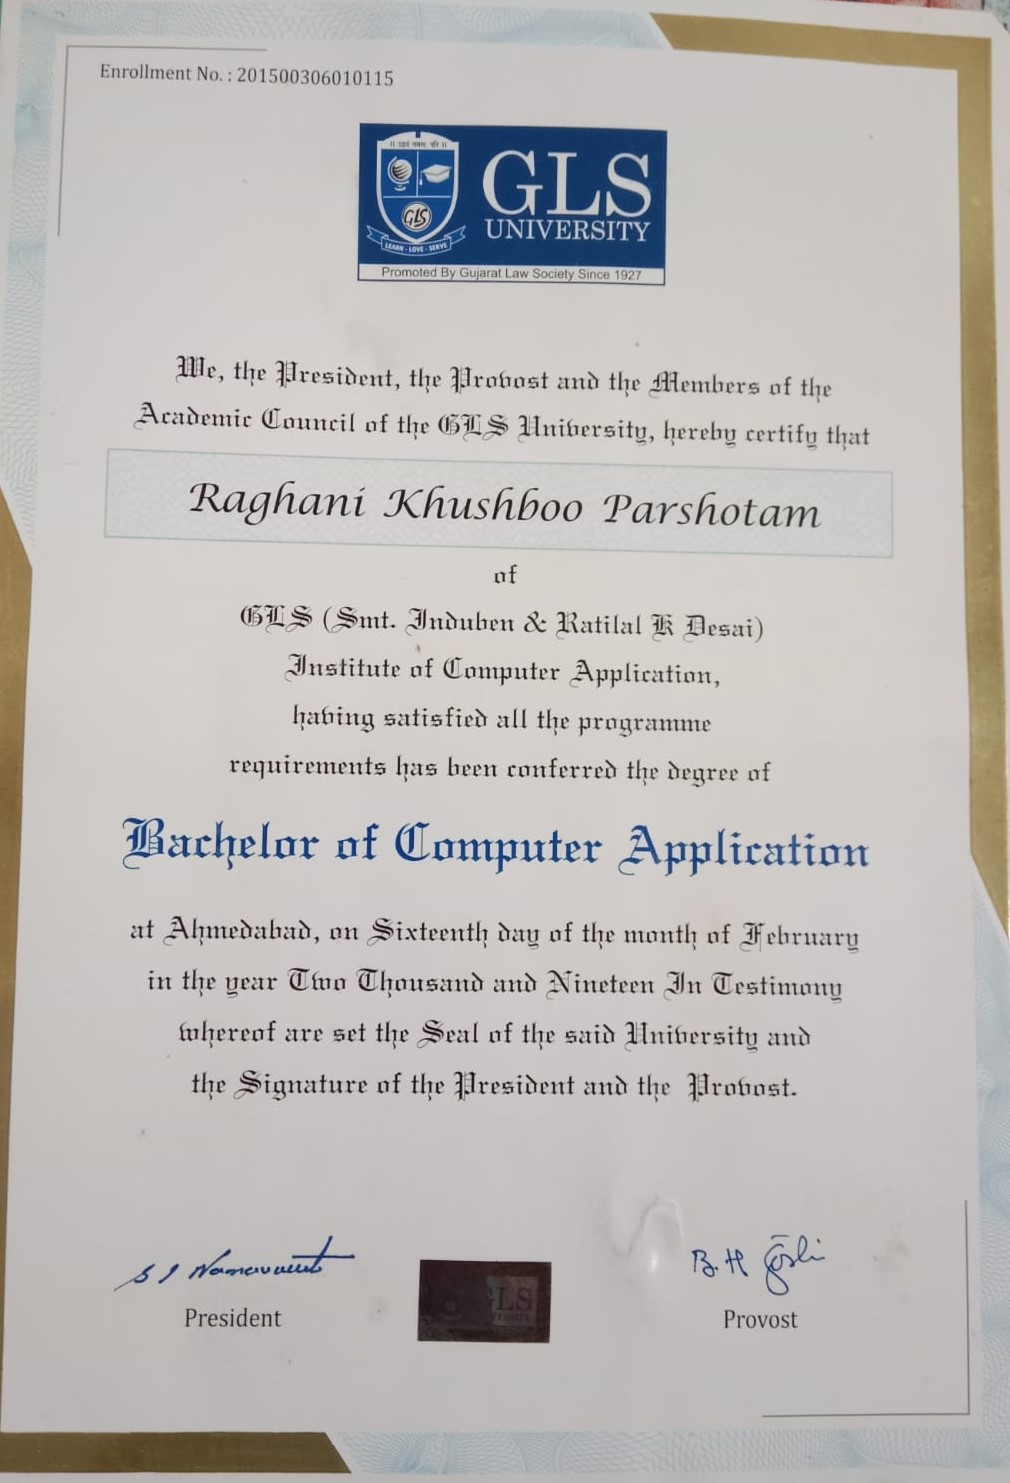 Enrollment No. : 201500306010115
GLS
LEARN - LOVE - SERVE
GLS
UNIVERSITY
Promoted By Gujarat Law Society Since 1927
We, the President, the Provost and the Members of the
Academic Council of the GLS University, hereby certify that
Raghani Khushboo Parshotam
of
GLS (Smt. Induben & Ratilal K Desai)
Institute of Computer Application,
having satisfied all the programme
requirements has been conferred the degree of
Bachelor of Computer Application
at Ahmedabad, on Sixteenth day of the month of February
in the year Two Thousand and Nineteen In Testimony
whereof are set the Seal of the said University and
the Signature of the President and the Provost.
B. H
President
GLS
Provost